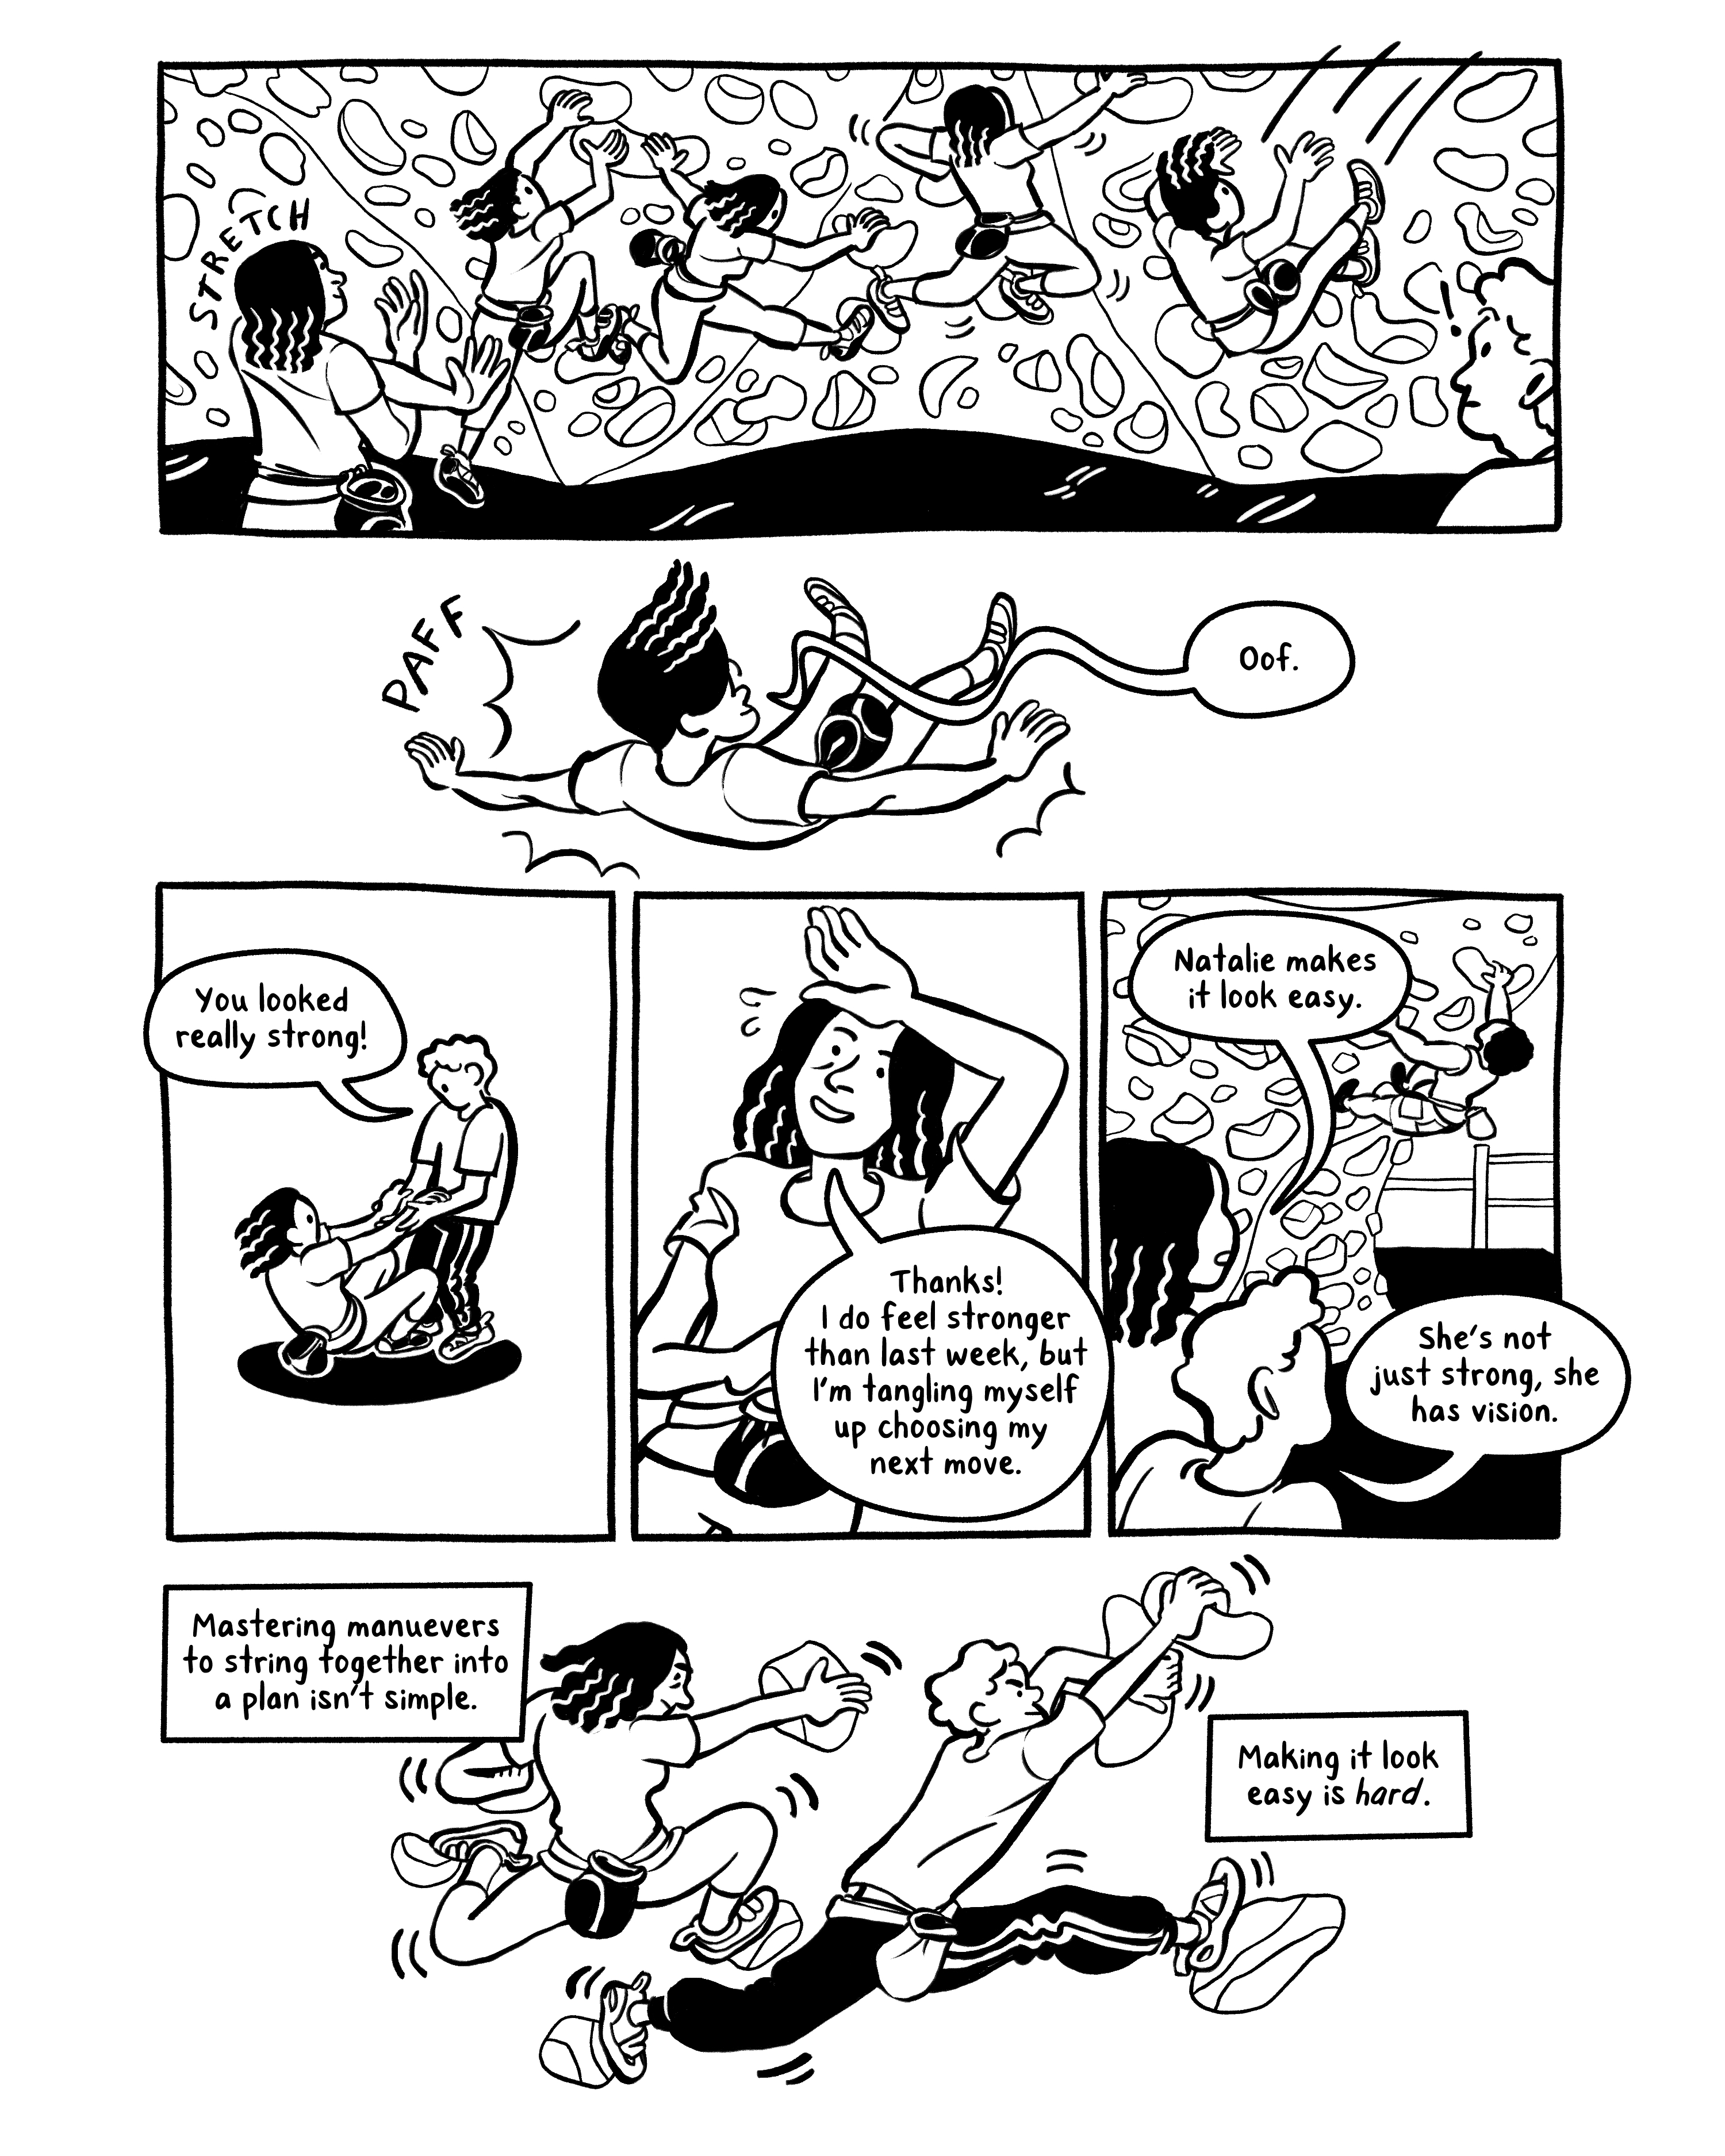 STRETCH
!
PAFF
Oof.
You looked
really strong!
Thanks!
I do feel stronger
than last week, but
I'm tangling myself
up choosing my
next move.
Natalie makes
it look easy.
She's not
just strong, she
has vision.
Mastering manuevers
to string together into
a plan isn't simple.
Making it look
easy is hard.